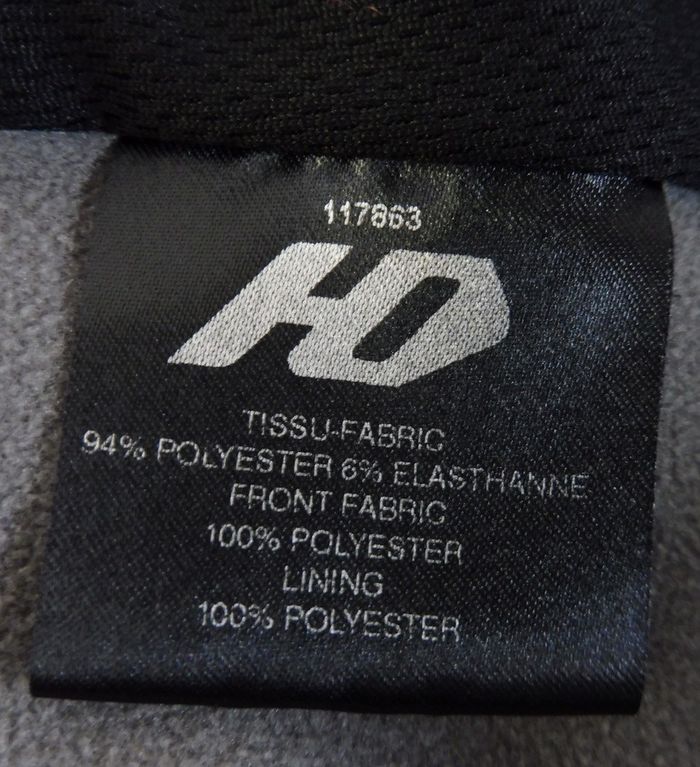 117863
HD
TISSU-FABRIC
94% POLYESTER 6% ELASTHANNE
FRONT FABRIC
100% POLYESTER
LINING
100% POLYESTER